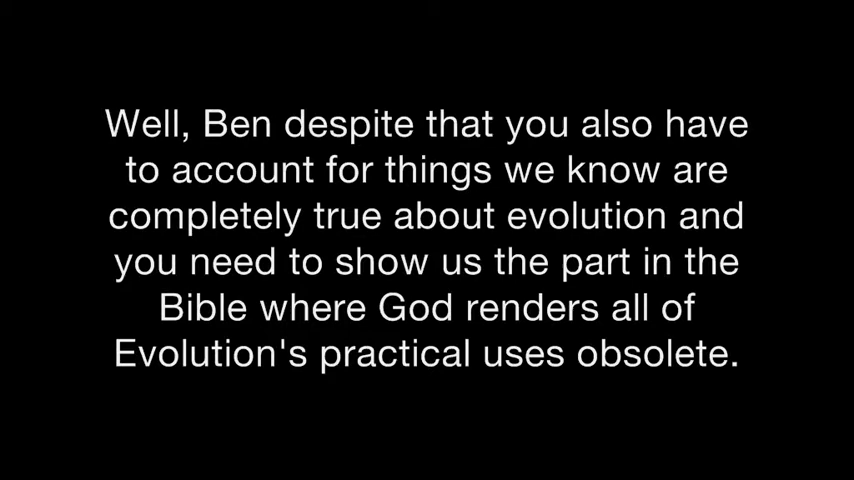 Well, Ben despite that you also have
to account for things we know are
completely true about evolution and
you need to show us the part in the
Bible where God renders all of
Evolution's practical uses obsolete.